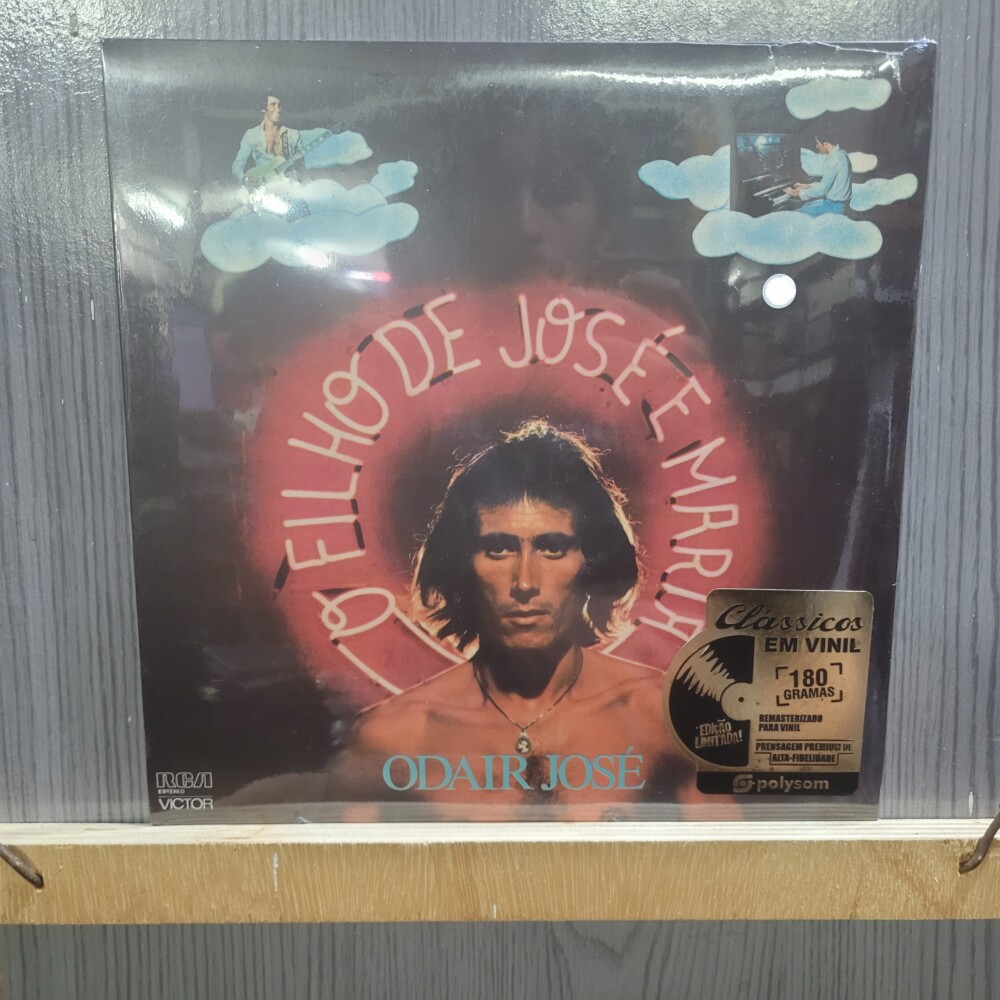 O FILHO DE JOSÉ E MARIA
ODAIR JOSÉ
RCA
ESTÉREO
VICTOR
Clássicos
EM VINIL
180
GRAMAS
EDIÇÃO
LIMITADA!
REMASTERIZADO
PARA VINIL
PRENSAGEM PREMIUM DE
ALTA-FIDELIDADE
polysom